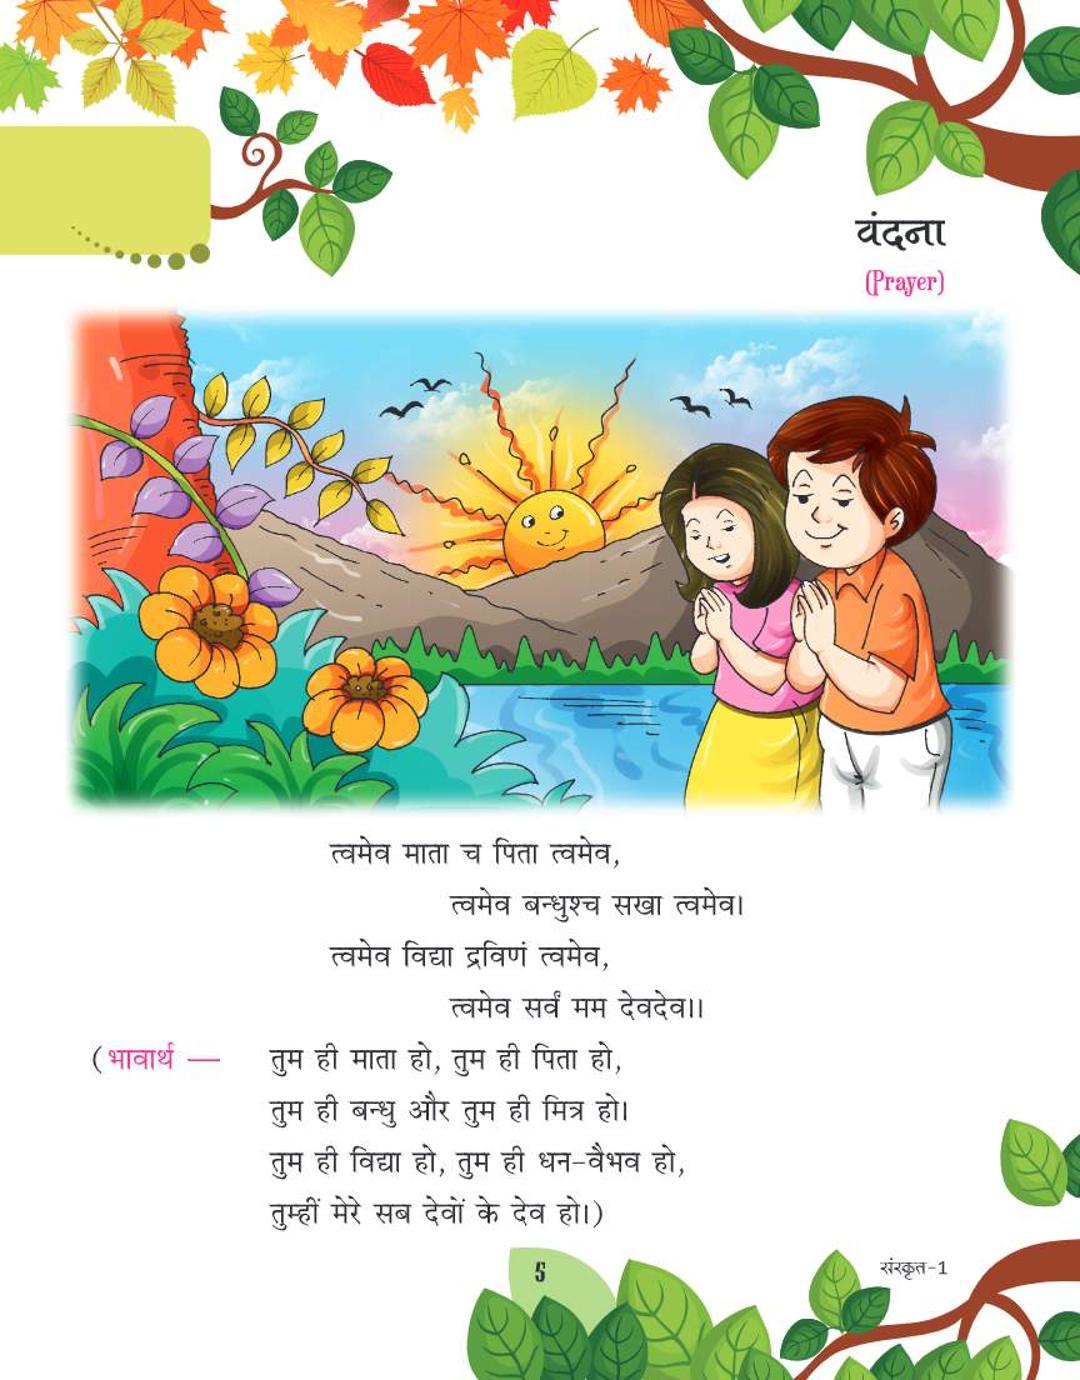 वंदना
(Prayer)
त्वमेव माता च पिता त्वमेव,
त्वमेव बन्धुश्च सखा त्वमेव।
त्वमेव विद्या द्रविणं त्वमेव,
त्वमेव सर्वं मम देवदेव।।
(भावार्थ — तुम ही माता हो, तुम ही पिता हो,
तुम ही बन्धु और तुम ही मित्र हो।
तुम ही विद्या हो, तुम ही धन-वैभव हो,
तुम्हीं मेरे सब देवों के देव हो।)
5
संस्कृत-1